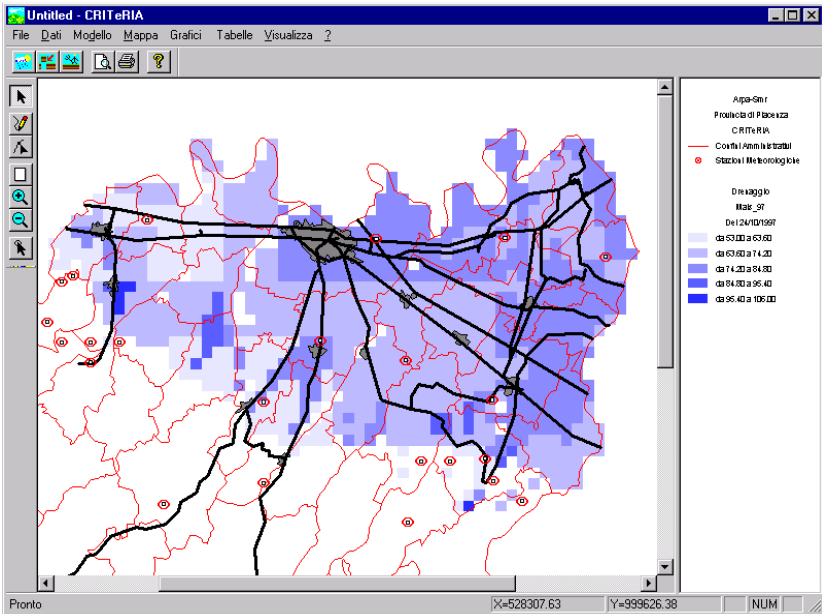 Untitled - CRITeRIA
File Dati Modello Mappa Grafici Tabelle Visualizza ?
Arpa-Smr
Provincia di Piacenza
CRITeRIA
Confini Amministrativi
Stazioni Meteorologiche
Drenaggio
Mais_97
Del 24/10/1997
da 53.00 a 63.60
da 63.60 a 74.20
da 74.20 a 84.80
da 84.80 a 95.40
da 95.40 a 106.00
Pronto X=528307.63 Y=999626.38 NUM